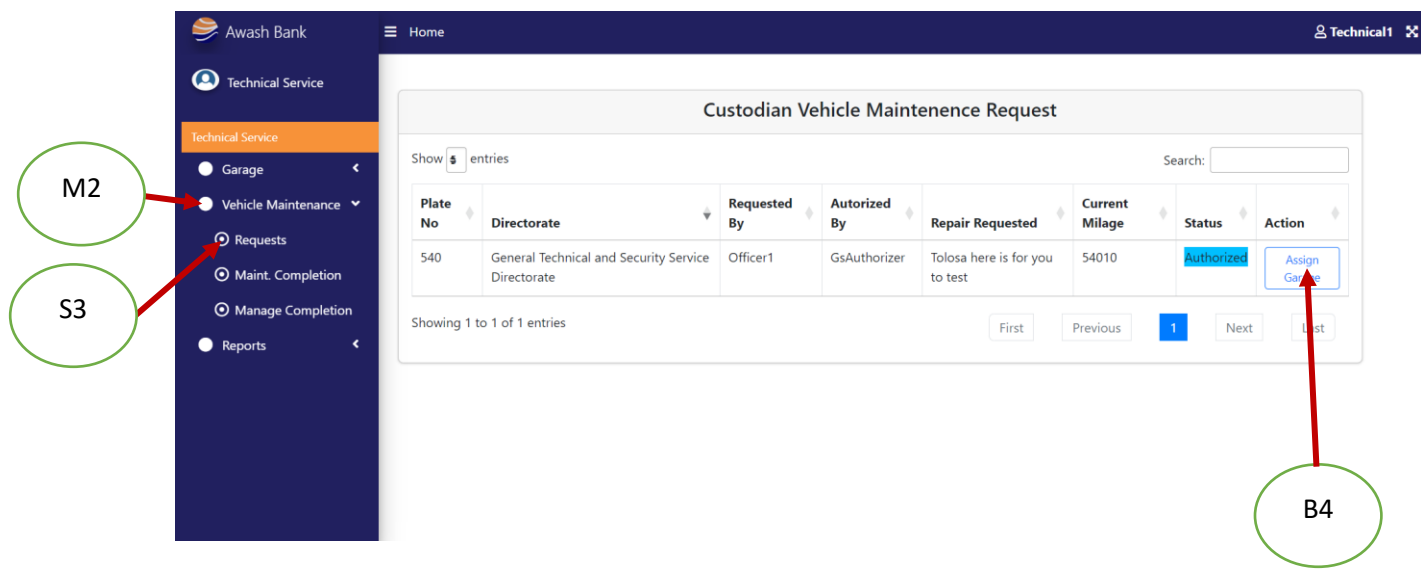 Awash Bank
Home
Technical1
Technical Service
Custodian Vehicle Maintenence Request
Technical Service
Show 5 entries
Search:
Garage
M2
Vehicle Maintenance
Plate No
Directorate
Requested By
Autorized By
Repair Requested
Current Milage
Status
Action
Requests
540
General Technical and Security Service
Directorate
Officer1
GsAuthorizer
Tolosa here is for you
to test
54010
Authorized
Assign
Garage
Maint. Completion
S3
Manage Completion
Showing 1 to 1 of 1 entries
First
Previous
1
Next
Last
Reports
B4